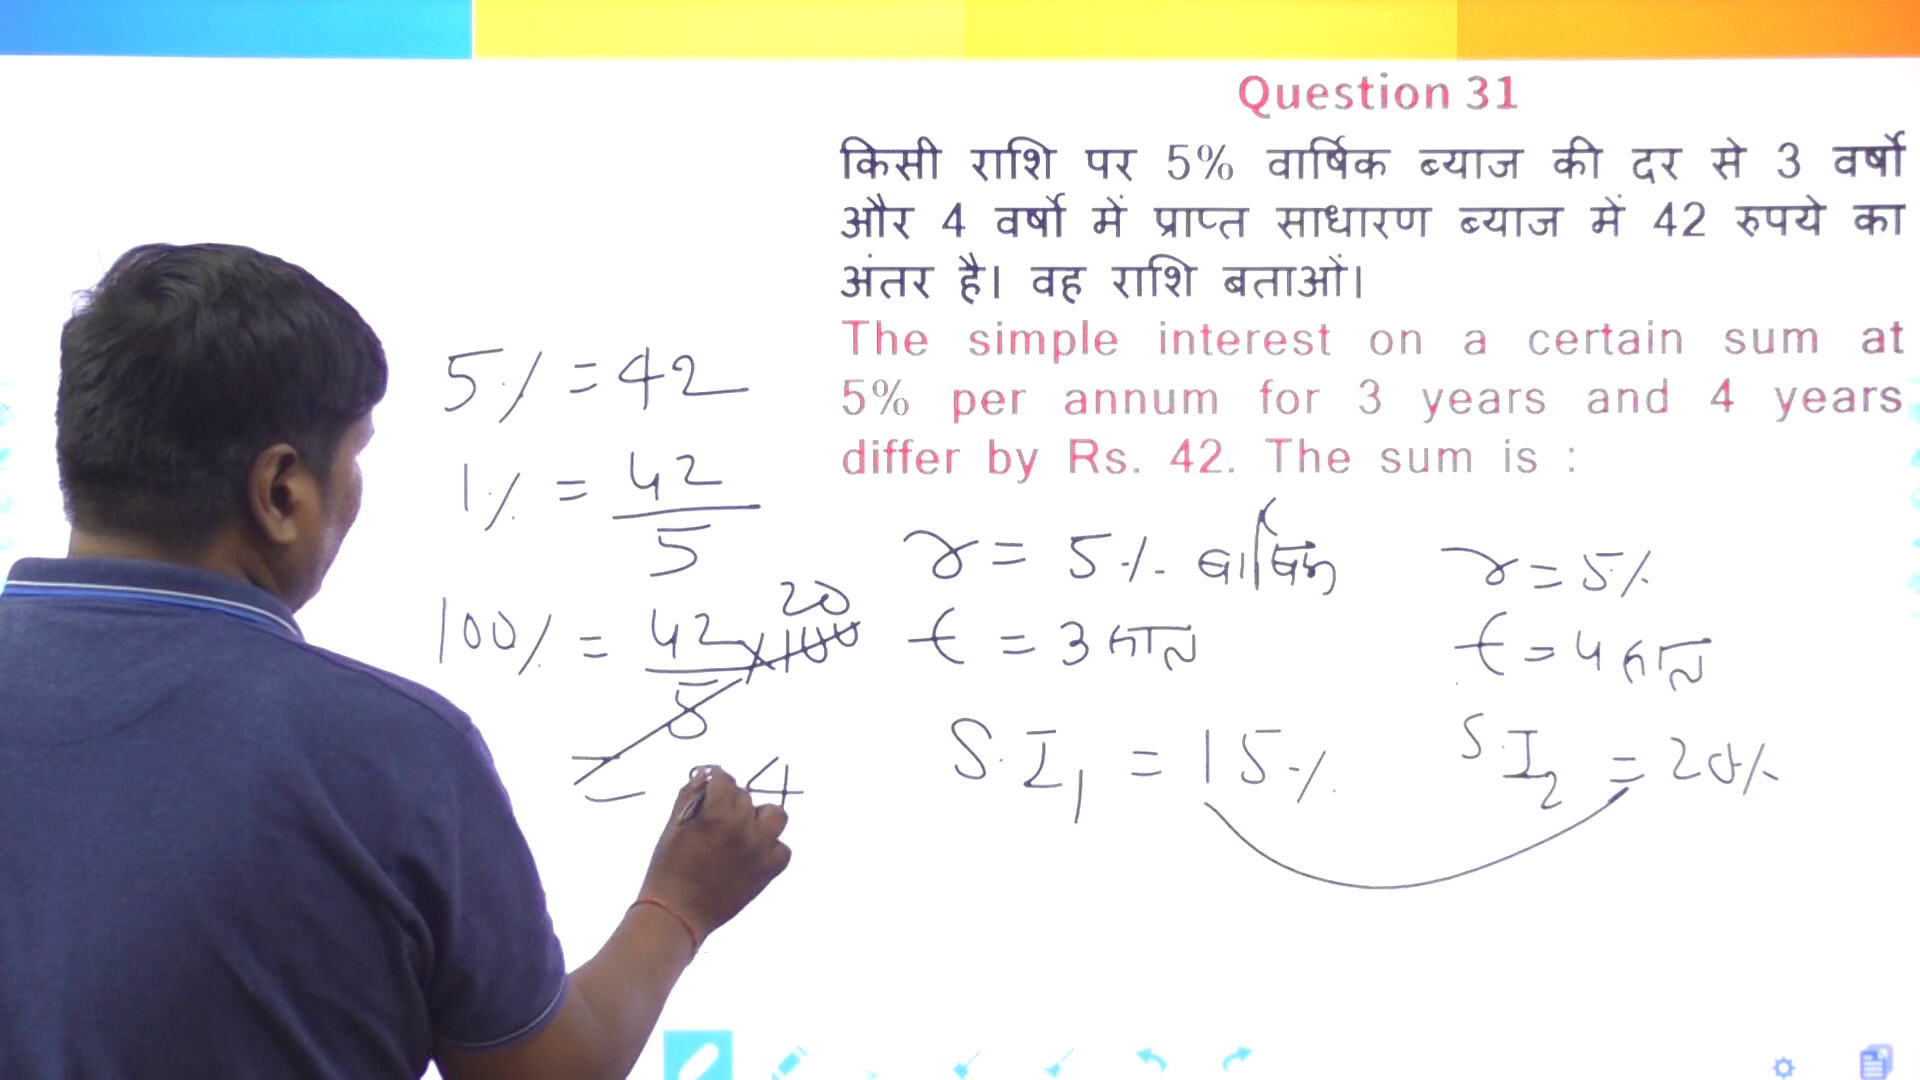 Question 31
किसी राशि पर 5% वार्षिक ब्याज की दर से 3 वर्षो
और 4 वर्षो में प्राप्त साधारण ब्याज में 42 रुपये का
अंतर है। वह राशि बताओं।
The simple interest on a certain sum at
5% per annum for 3 years and 4 years
differ by Rs. 42. The sum is :
5% = 42
1% = 42/5
100% = 42/5 × 100
20
=
4
r = 5% वार्षिक
t = 3 साल
S.I₁ = 15%
r = 5%
t = 4 साल
S I₂ = 20%